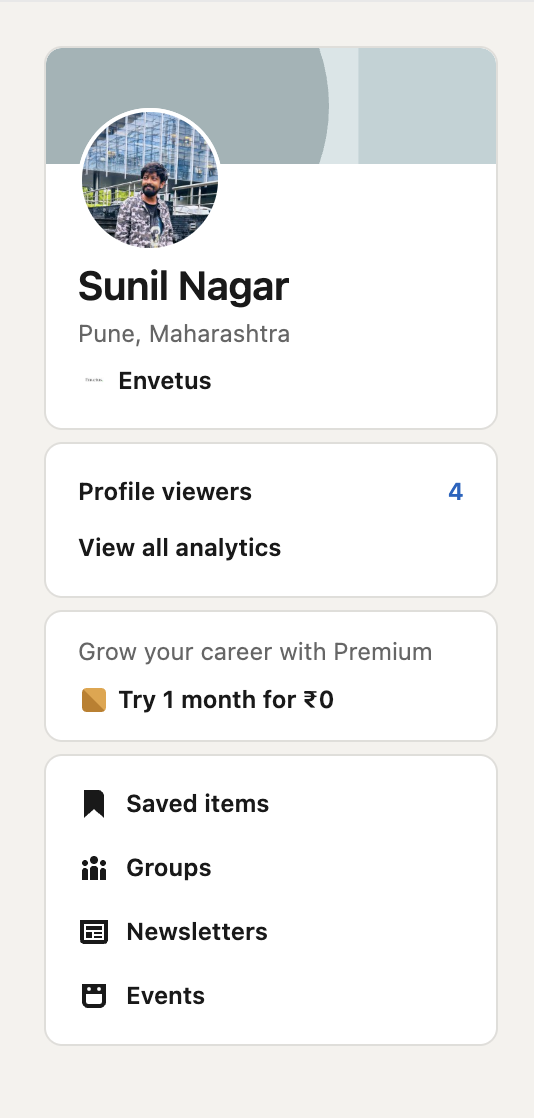 Sunil Nagar
Pune, Maharashtra
Envetus
Profile viewers 4
View all analytics
Grow your career with Premium
Try 1 month for ₹0
Saved items
Groups
Newsletters
Events